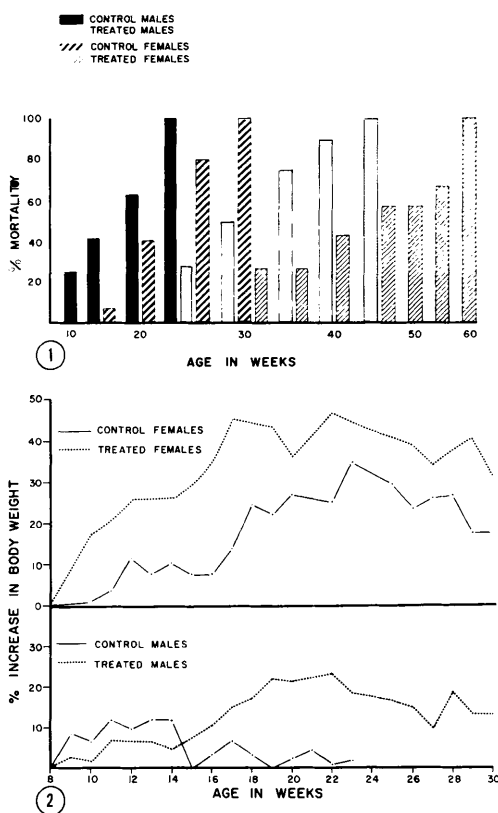 CONTROL MALES
TREATED MALES
CONTROL FEMALES
TREATED FEMALES
100
80
60
40
20
% MORTALITY
10 20 30 40 50 60
AGE IN WEEKS
1
50
40
30
20
10
0
CONTROL FEMALES
TREATED FEMALES
% INCREASE IN BODY WEIGHT
20
10
CONTROL MALES
TREATED MALES
8 10 12 14 16 18 20 22 24 26 28 30
AGE IN WEEKS
2